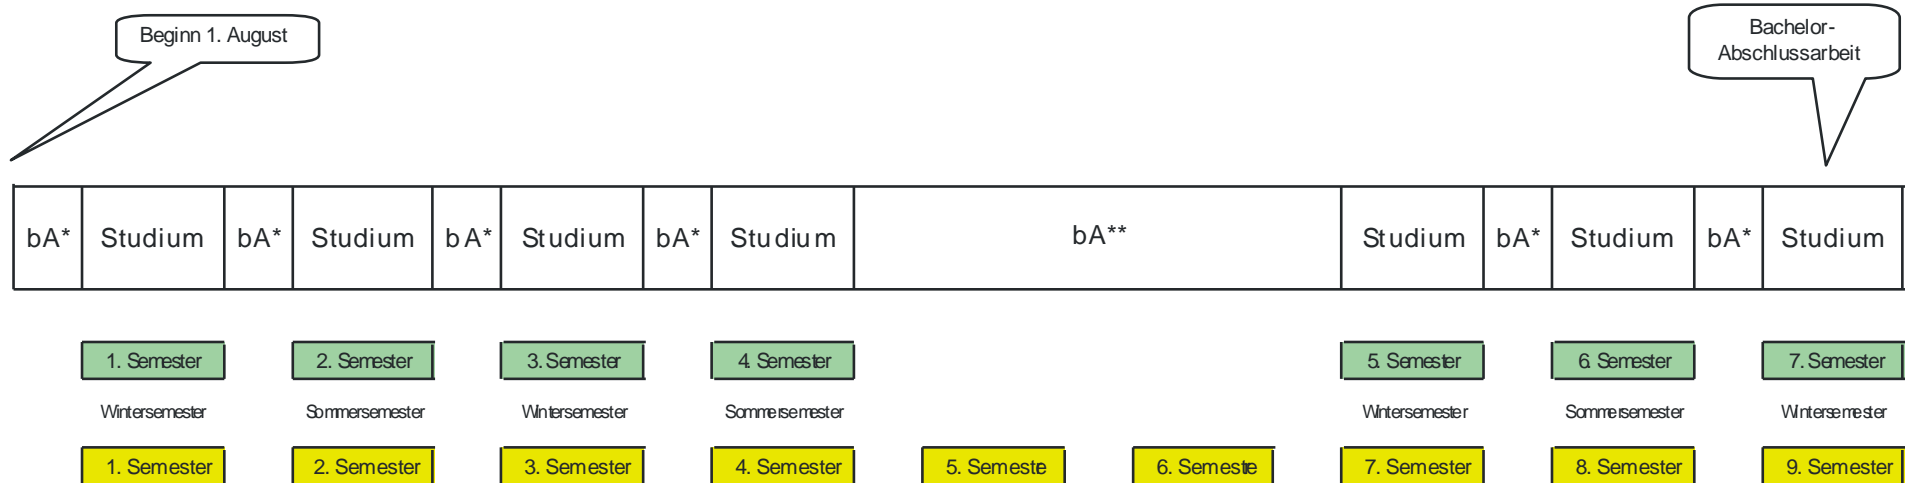 Beginn 1. August
Bachelor-
Abschlussarbeit
bA* Studium bA* Studium bA* Studium bA* Studium bA** Studium bA* Studium bA* Studium
1. Semester 2. Semester 3. Semester 4. Semester 5. Semester 6. Semester 7. Semester
Wintersemester Sommersemester Wintersemester Sommersemester Wintersemester Sommersemester Wintersemester
1. Semester 2. Semester 3. Semester 4. Semester 5. Semestre 6. Semestre 7. Semester 8. Semester 9. Semester